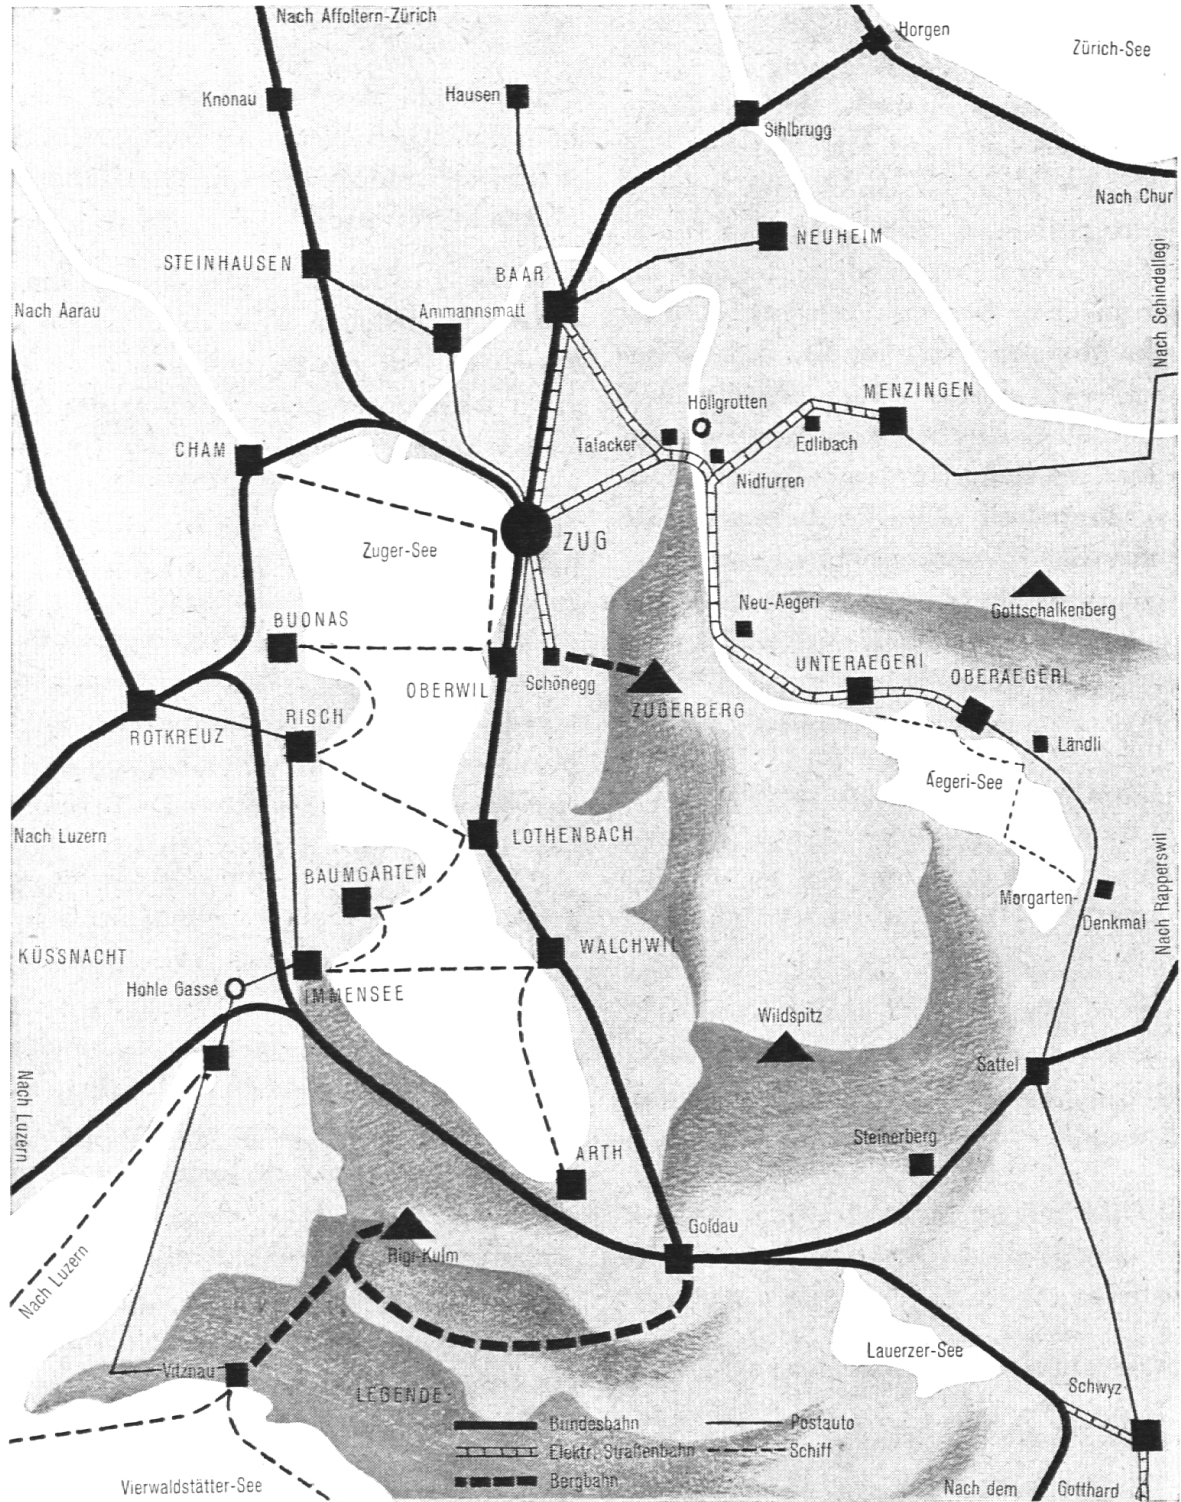 Nach Affoltern-Zürich
Horgen
Zürich-See
Knonau
Hausen
Sihlbrugg
Nach Chur
NEUHEIM
STEINHAUSEN
BAAR
Nach Schindellegi
Nach Aarau
Ammannsmatt
MENZINGEN
Höllgrotten
Edlibach
Talacker
CHAM
Nidfurren
ZUG
Zuger-See
Neu-Aegeri
Gottschalkenberg
BUONAS
UNTERAEGERI
OBERAEGERI
OBERWIL
Schönegg
ZUGERBERG
RISCH
ROTKREUZ
Ländli
Aegeri-See
Nach Luzern
LOTHENBACH
BAUMGARTEN
Morgarten-
Denkmal
Nach Rapperswil
KÜSSNACHT
WALCHWIL
Hohle Gasse
IMMENSEE
Wildspitz
Sattel
Nach Luzern
Steinerberg
ARTH
Goldau
Rigi-Kulm
Nach Luzern
Lauerzer-See
Vitznau
Schwyz
LEGENDE
Bundesbahn
Postauto
Elektr. Straßenbahn
Schiff
Bergbahn
Vierwaldstätter-See
Nach dem Gotthard